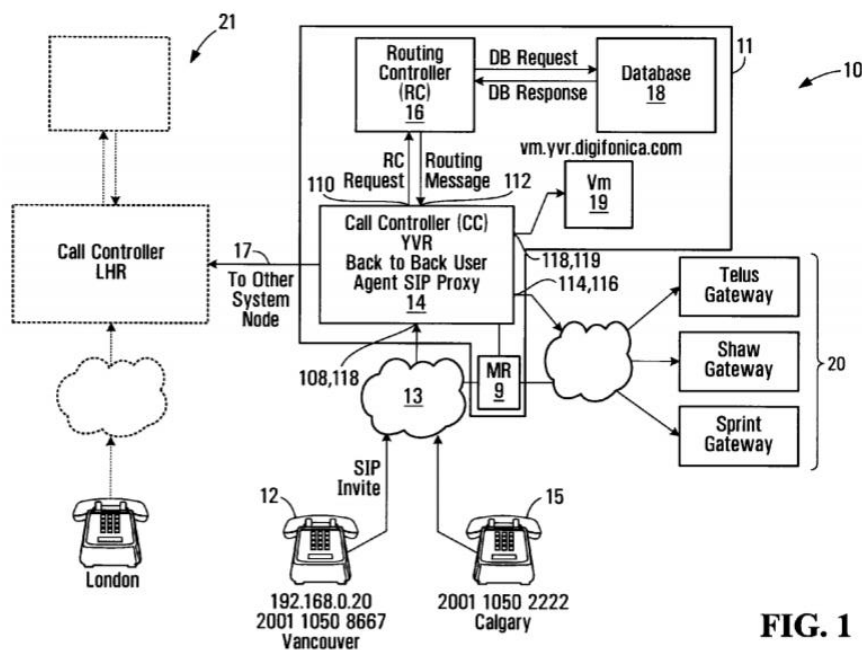 21
Routing
Controller
(RC)
16
DB Request
DB Response
Database
18
11
10
vm.yvr.digifonica.com
RC
Request
Routing
Message
110
112
Vm
19
Call Controller
LHR
17
To Other
System
Node
Call Controller (CC)
YVR
Back to Back User
Agent SIP Proxy
14
118,119
114,116
Telus
Gateway
Shaw
Gateway
Sprint
Gateway
20
108,118
13
MR
9
SIP
Invite
12
15
London
192.168.0.20
2001 1050 8667
Vancouver
2001 1050 2222
Calgary
FIG. 1